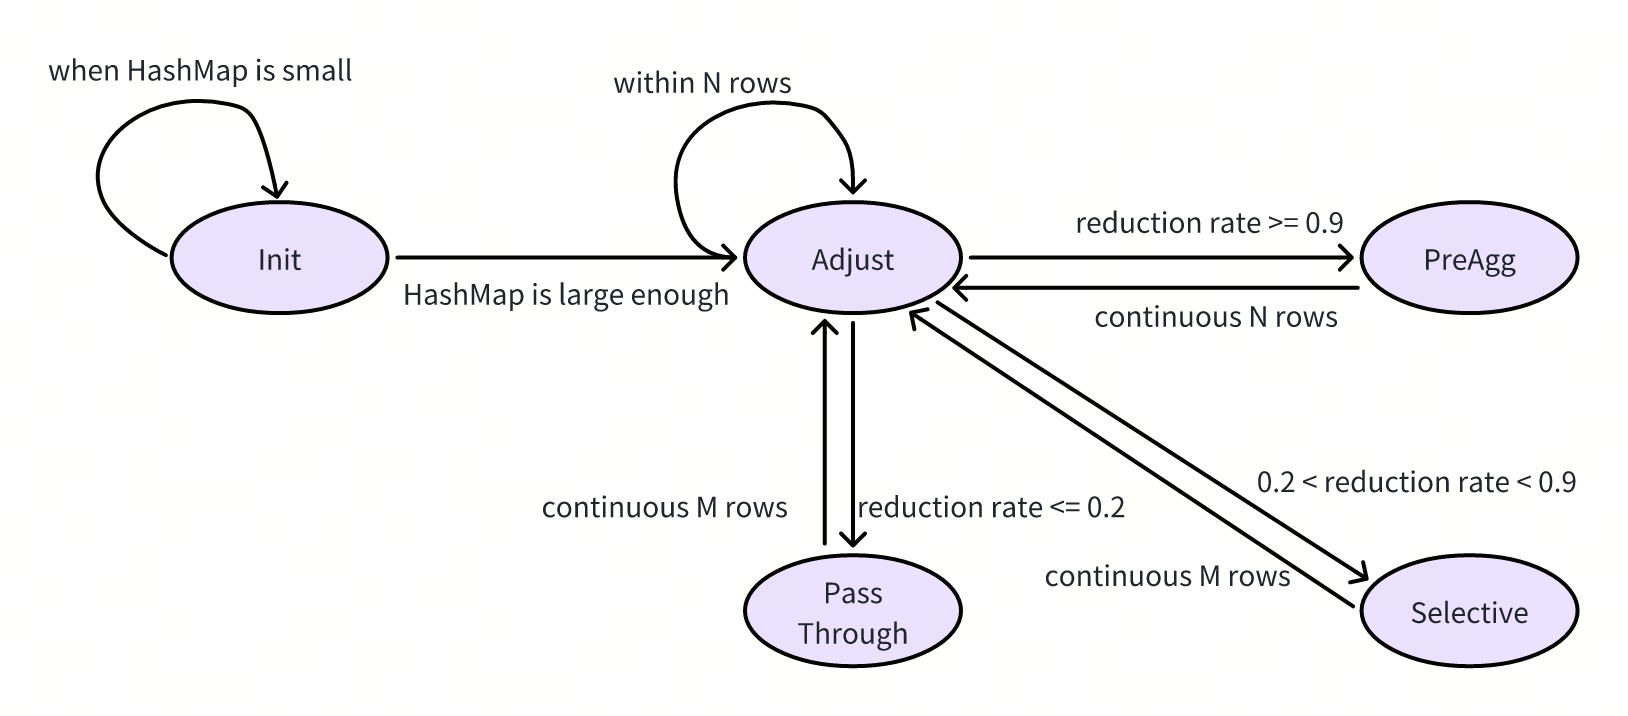 when HashMap is small
within N rows
reduction rate >= 0.9
Init
Adjust
PreAgg
HashMap is large enough
continuous N rows
0.2 < reduction rate < 0.9
continuous M rows
reduction rate <= 0.2
continuous M rows
Pass
Through
Selective